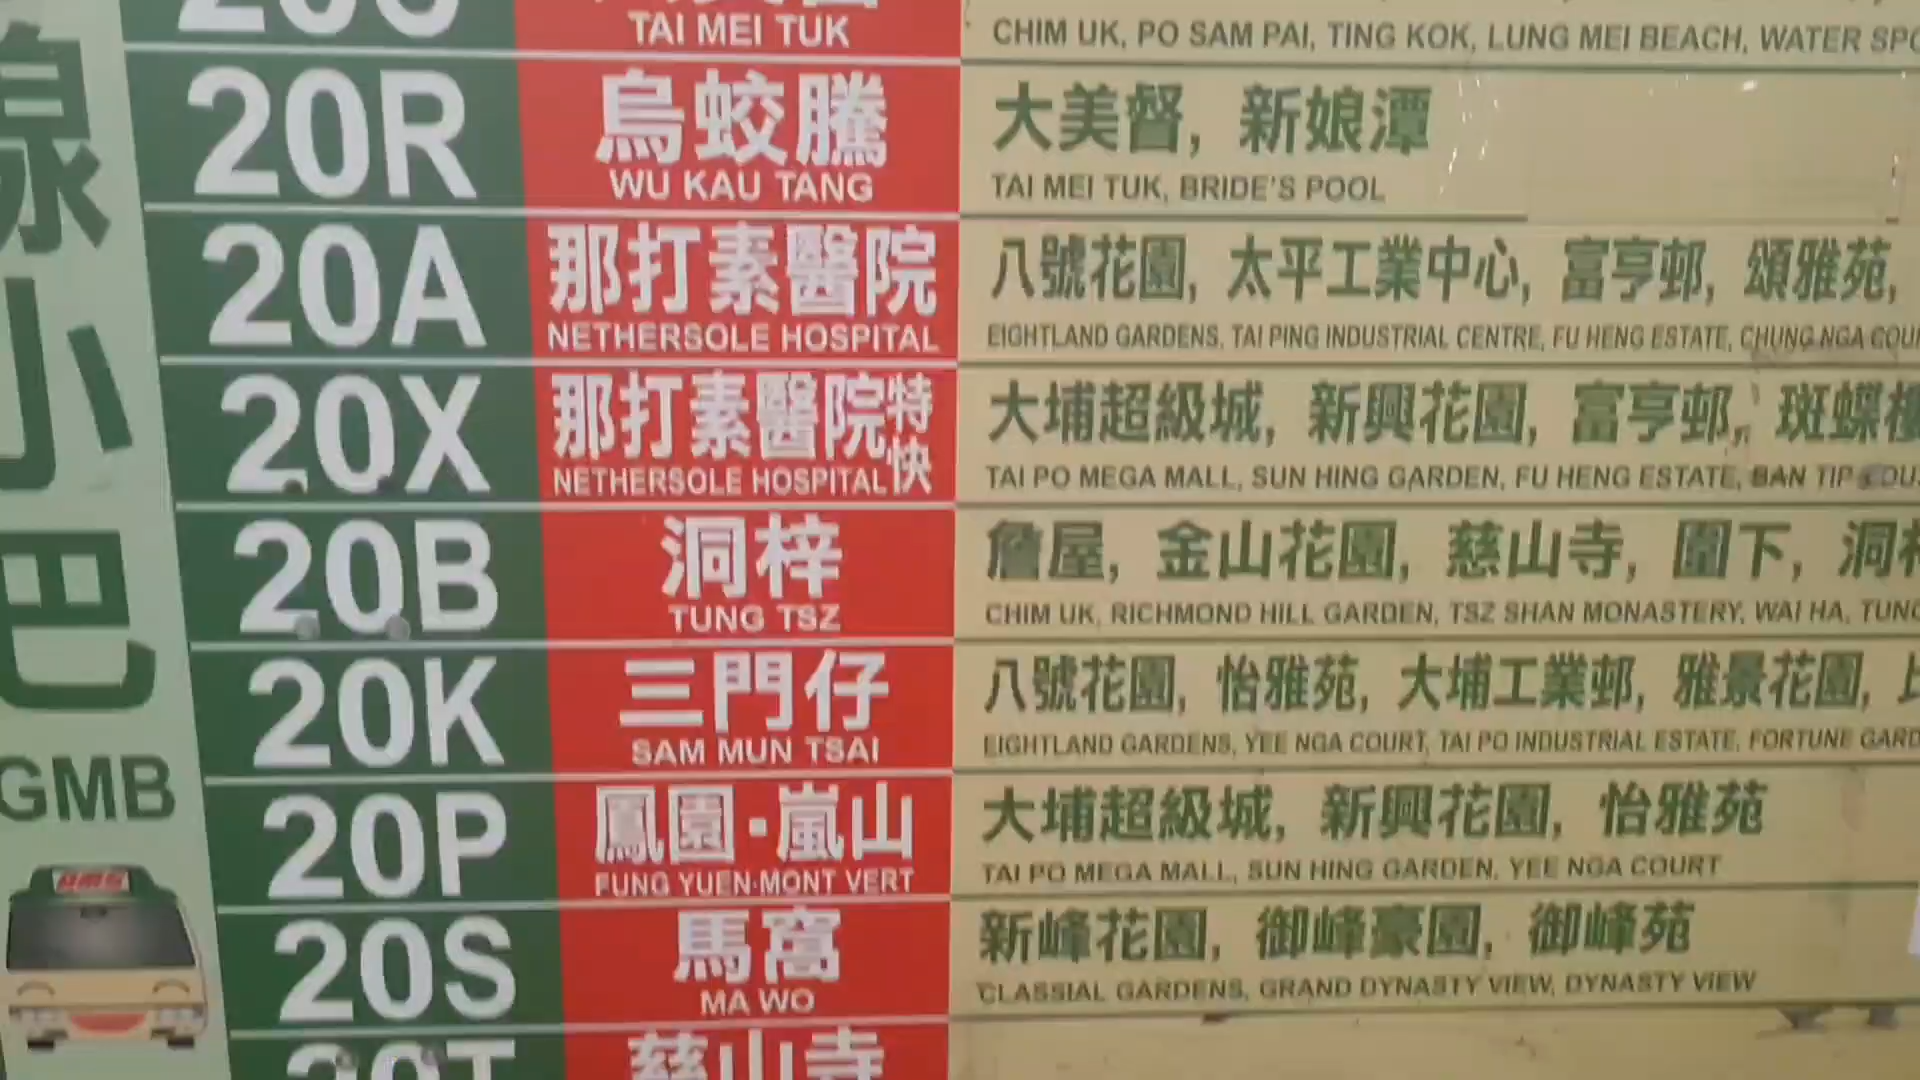 TAI MEI TUK
CHIM UK, PO SAM PAI, TING KOK, LUNG MEI BEACH, WATER
20R
烏蛟騰
WU KAU TANG
大美督, 新娘潭
TAI MEI TUK, BRIDE'S POOL
20A
那打素醫院
NETHERSOLE HOSPITAL
八號花園, 太平工業中心, 富亨邨, 頌雅苑,
EIGHTLAND GARDENS, TAI PING INDUSTRIAL CENTRE, FU HENG ESTATE, CHUNG NGA
20X
那打素醫院特快
NETHERSOLE HOSPITAL
大埔超級城, 新興花園, 富亨邨, 斑蝶
TAI PO MEGA MALL, SUN HING GARDEN, FU HENG ESTATE, BAN TIP
20B
洞梓
TUNG TSZ
詹屋, 金山花園, 慈山寺, 圍下, 洞
CHIM UK, RICHMOND HILL GARDEN, TSZ SHAN MONASTERY, WAI HA, TUNG
20K
三門仔
SAM MUN TSAI
八號花園, 怡雅苑, 大埔工業邨, 雅景花園,
EIGHTLAND GARDENS, YEE NGA COURT, TAI PO INDUSTRIAL ESTATE, FORTUNE
20P
鳳園·嵐山
FUNG YUEN·MONT VERT
大埔超級城, 新興花園, 怡雅苑
TAI PO MEGA MALL, SUN HING GARDEN, YEE NGA COURT
20S
馬窩
MA WO
新峰花園, 御峰豪園, 御峰苑
CLASSIAL GARDENS, GRAND DYNASTY VIEW, DYNASTY VIEW
20T
慈山寺
小巴
GMB